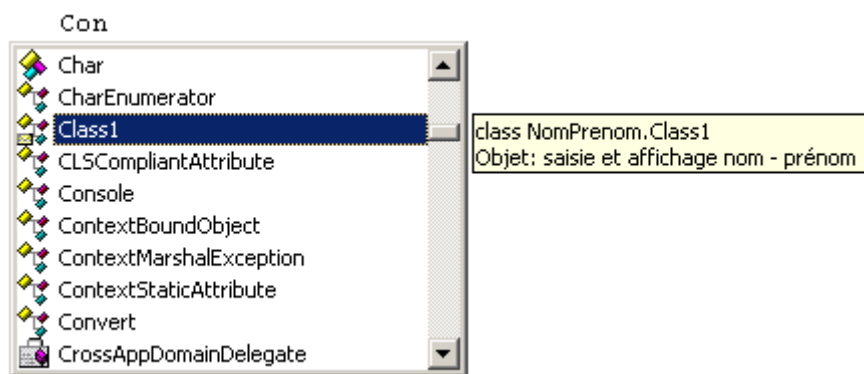 Con
Char
CharEnumerator
Class1
CLSCompliantAttribute
Console
ContextBoundObject
ContextMarshalException
ContextStaticAttribute
Convert
CrossAppDomainDelegate
class NomPrenom.Class1
Objet: saisie et affichage nom - prénom